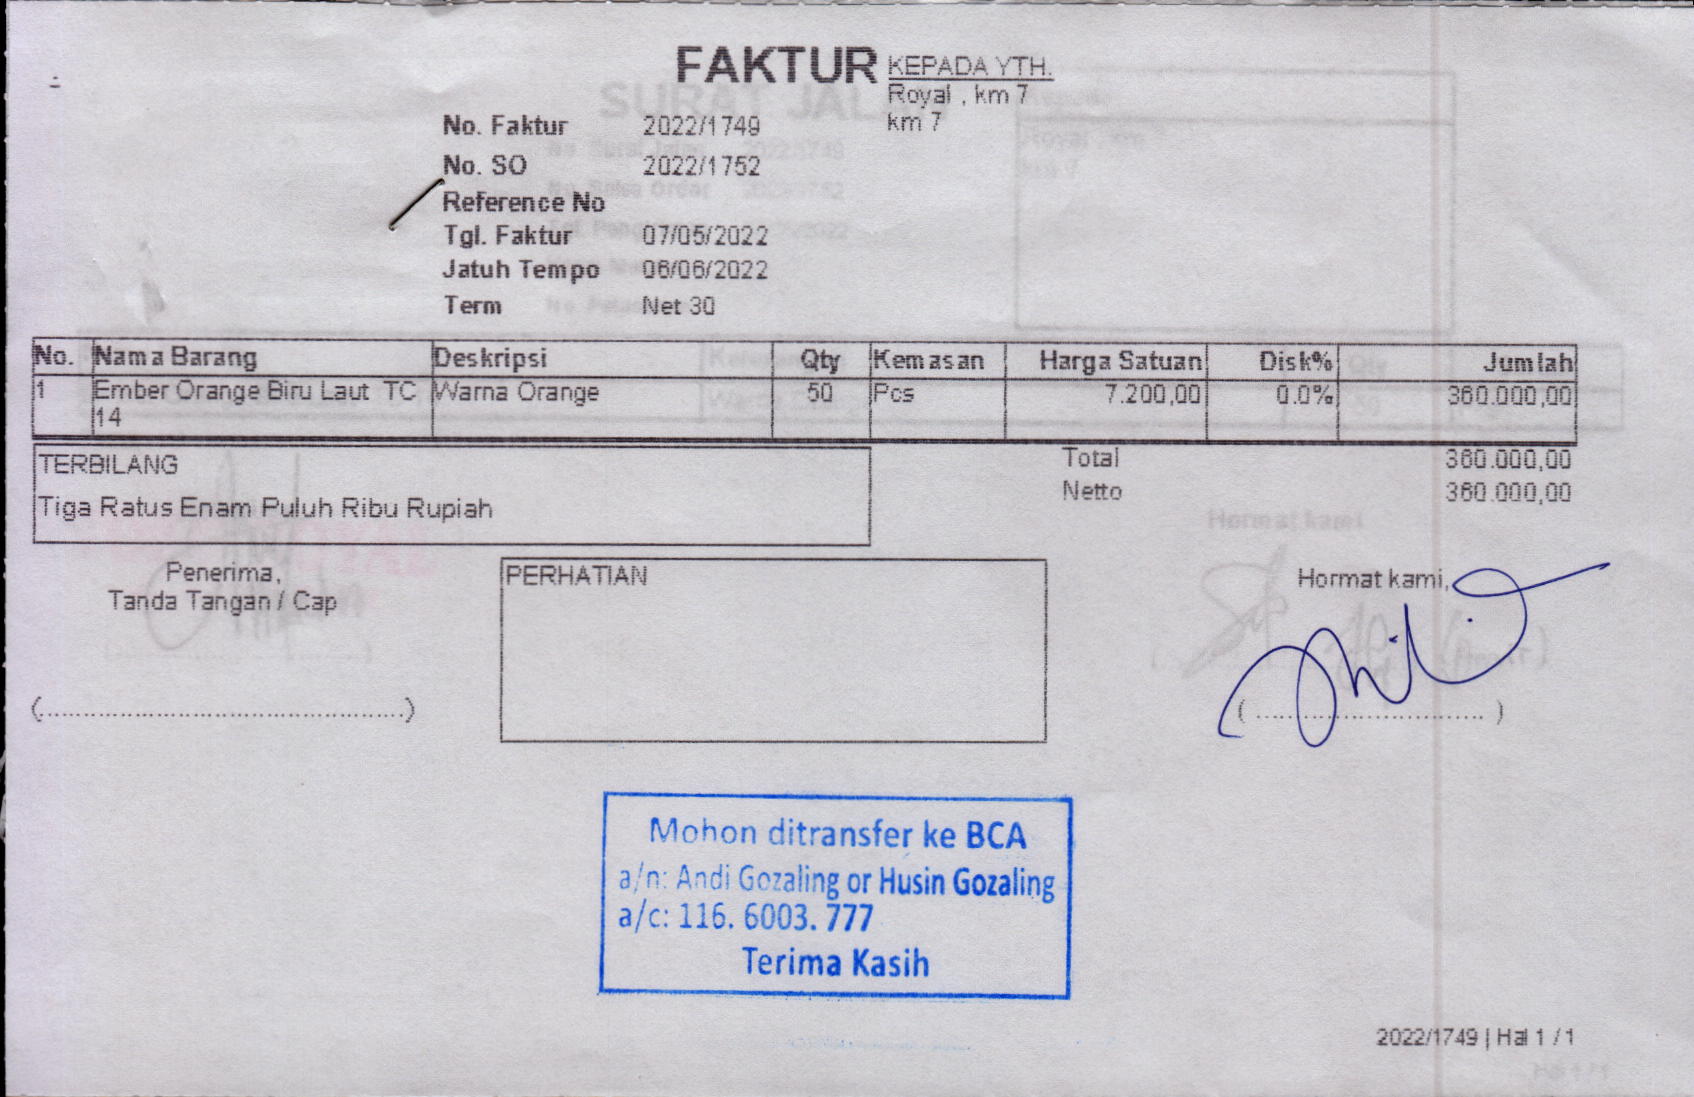 FAKTUR
KEPADA YTH.
Royal , km 7
km 7
No. Faktur 2022/1749
No. SO 2022/1752
Reference No
Tgl. Faktur 07/05/2022
Jatuh Tempo 06/06/2022
Term Net 30
No. Nama Barang Deskripsi Qty Kemasan Harga Satuan Disk% Jumlah
1 Ember Orange Biru Laut TC Warna Orange 50 Pcs 7.200,00 0.0% 360.000,00
14
Total 360.000,00
Netto 360.000,00
TERBILANG
Tiga Ratus Enam Puluh Ribu Rupiah
Penerima,
Tanda Tangan / Cap
(................................................)
PERHATIAN
Hormat kami,
( .............................. )
Mohon ditransfer ke BCA
a/n: Andi Gozaling or Husin Gozaling
a/c: 116. 6003. 777
Terima Kasih
2022/1749 | Hal 1 / 1